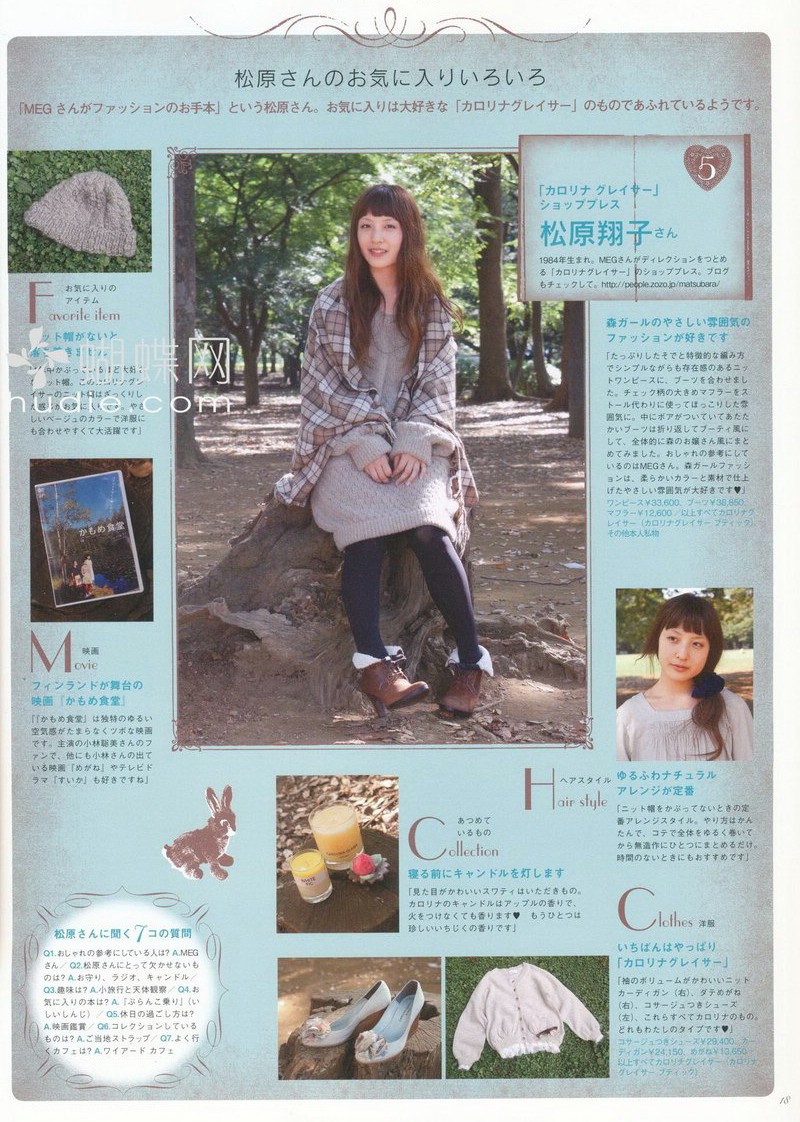 松原さんのお気に入りいろいろ
「MEG さんがファッションのお手本」という松原さん。お気に入りは大好きな「カロリナグレイサー」のものであふれているようです。
5
「カロリナ グレイサー」
ショッププレス
松原翔子さん
1984年生まれ。MEGさんがディレクションをつとめ
る「カロリナグレイサー」のショッププレス。ブログ
もチェックして。http://people.zozo.jp/matsubara/
お気に入りの
アイテム
Favorite item
ニット帽がないと
蝴蝶网
nudie.com
しいベージュのカラーで洋服に
も合わせやすくて大活躍です」
森ガールのやさしい雰囲気の
ファッションが好きです
「たっぷりしたそでと特徴的な編み方
でシンプルながらも存在感のあるニッ
トワンピースに、ブーツを合わせまし
た。チェック柄の大きめマフラーをス
トール代わりに使ってほっこりした雰
囲気に。中にボアがついていてあたた
かいブーツは折り返してブーティ風に
して、全体的に森のお嬢さん風にまと
めてみました。おしゃれの参考にして
いるのはMEGさん。森ガールファッシ
ョンは、柔らかいカラーと素材で仕上
げたやさしい雰囲気が大好きです♥」
ワンピース¥33,600、ブーツ¥38,850、
マフラー¥12,600／以上すべてカロリナグ
レイサー（カロリナグレイサー ブティック）、
その他本人私物
かもめ食堂
映画
Movie
フィンランドが舞台の
映画『かもめ食堂』
「『かもめ食堂』は独特のゆるい
空気感がたまらなくツボな映画
です。主演の小林聡美さんのフ
ァンで、他にも小林さんの出て
いる映画『めがね』やテレビド
ラマ『すいか』も好きですね」
ヘアスタイル
Hair style
ゆるふわナチュラル
アレンジが定番
「ニット帽をかぶってないときの定
番アレンジスタイル。やり方はかん
たんで、コテで全体をゆるく巻いて
から無造作にひとつにまとめるだけ。
時間のないときにもおすすめです」
あつめて
いるもの
Collection
寝る前にキャンドルを灯します
「見た目がかわいいスワティはいただきもの。
カロリナのキャンドルはアップルの香りで、
火をつけなくても香ります♥　もうひとつは
珍しいいちじくの香りです」
Clothes 洋服
いちばんはやっぱり
「カロリナグレイサー」
「袖のボリュームがかわいいニット
カーディガン（右）、ダテめがね
（右）、コサージュつきシューズ
（左）、これらすべてカロリナのもの。
どれもわたしのタイプです♥」
コサージュつきシューズ¥29,400、カー
ディガン¥24,150、めがね¥13,650／
以上すべてカロリナグレイサー（カロリナ
グレイサー ブティック）
松原さんに聞く7コの質問
Q1.おしゃれの参考にしている人は? A.MEG
さん／ Q2.松原さんにとって欠かせないも
のは? A.お守り、ラジオ、キャンドル／
Q3.趣味は? A.小旅行と天体観察／ Q4.お
気に入りの本は? A.『ぶらんこ乗り』（い
しいしんじ）／ Q5.休日の過ごし方は?
A.映画鑑賞／ Q6.コレクションしている
ものは? A.ご当地ストラップ／ Q7.よく行
くカフェは? A.ワイアード カフェ
18